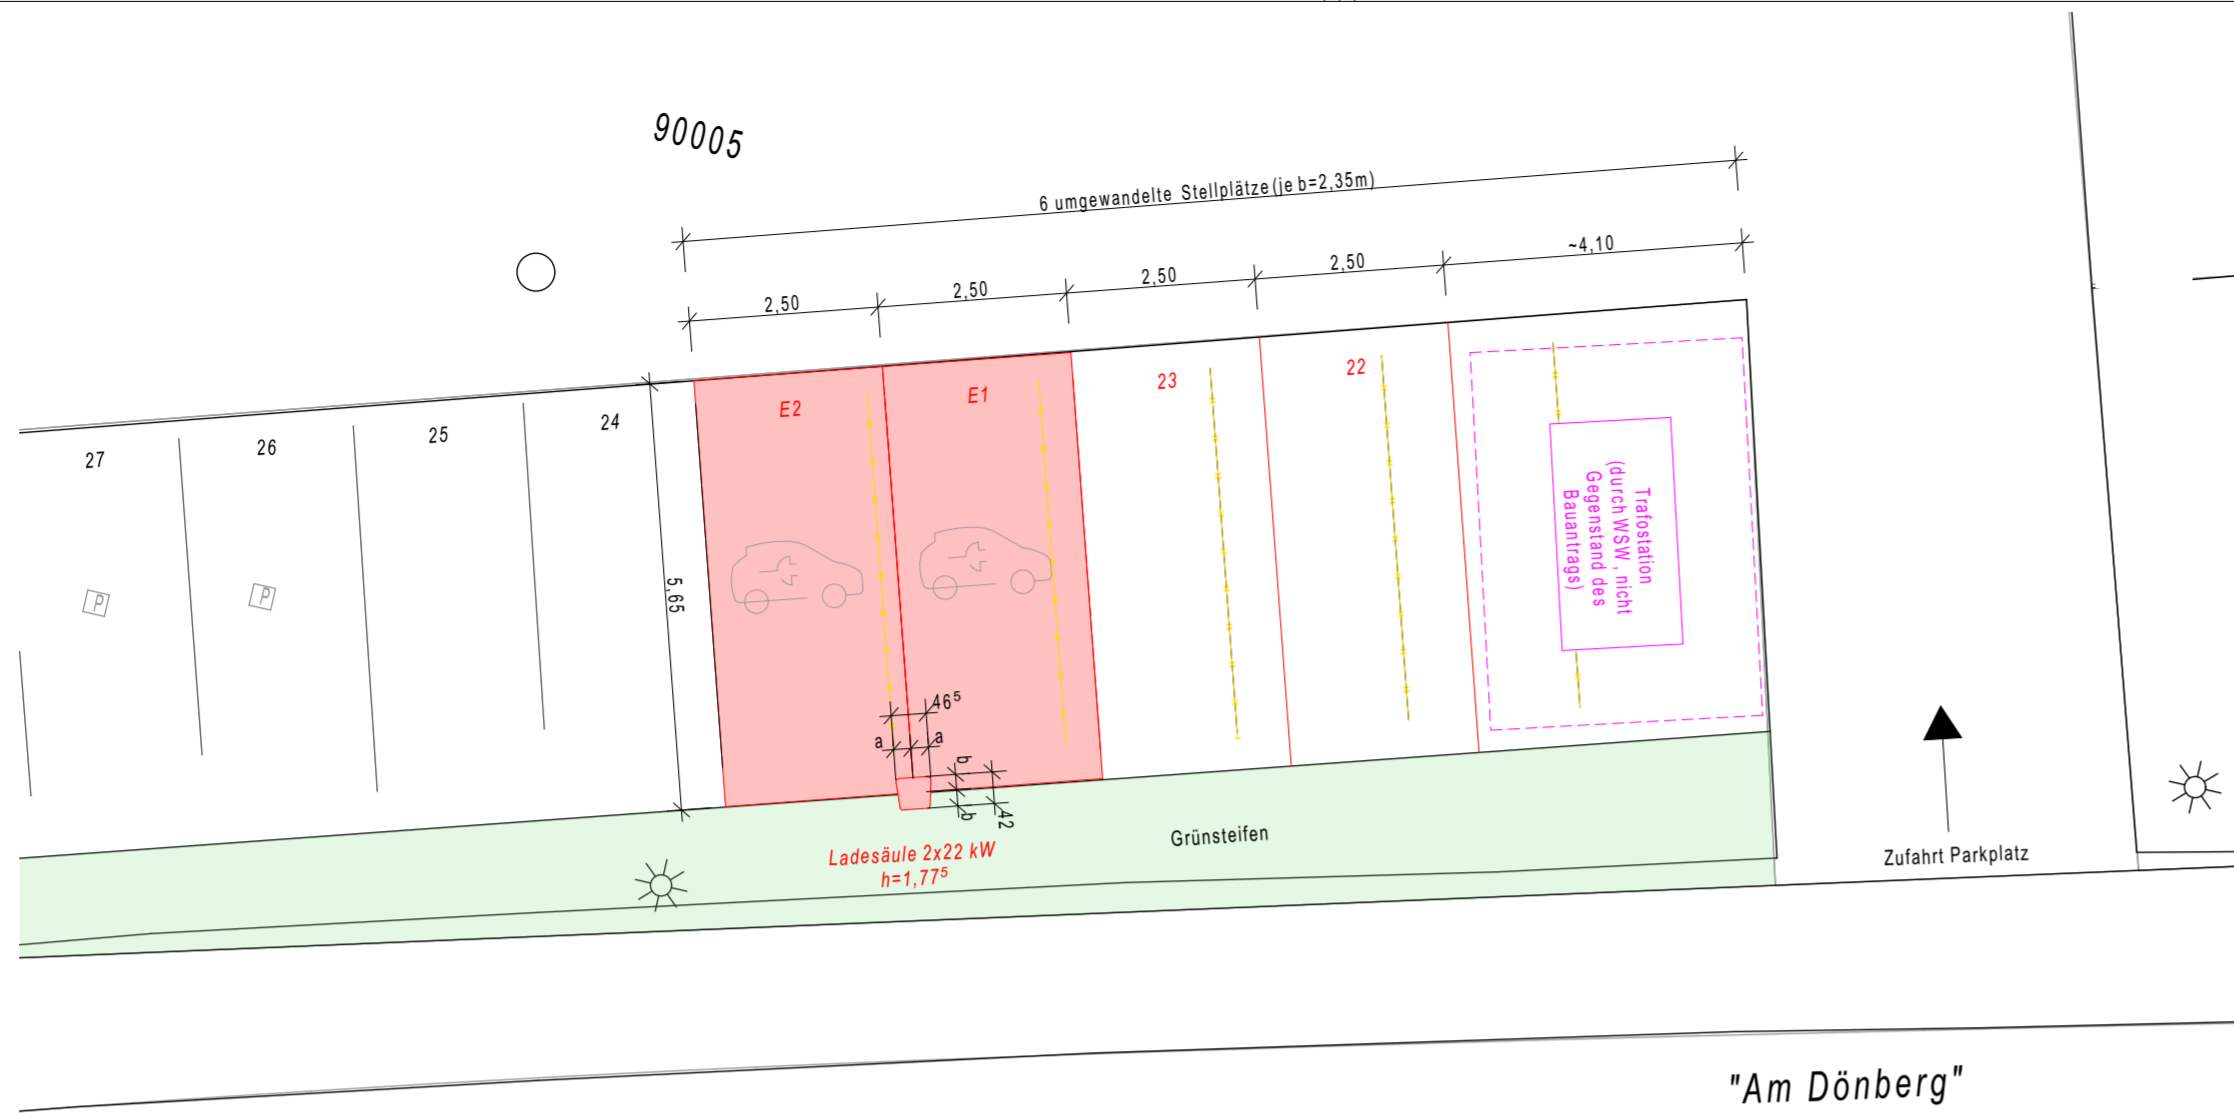 90005
6 umgewandelte Stellplätze (je b=2,35m)
2,50
2,50
2,50
2,50
~4,10
27
26
25
24
E2
E1
23
22
P
P
5,65
Trafostation
(durch WSW, nicht
Gegenstand des
Bauantrags)
46⁵
a
a
b
b
42
Ladesäule 2x22 kW
h=1,77⁵
Grünsteifen
Zufahrt Parkplatz
"Am Dönberg"